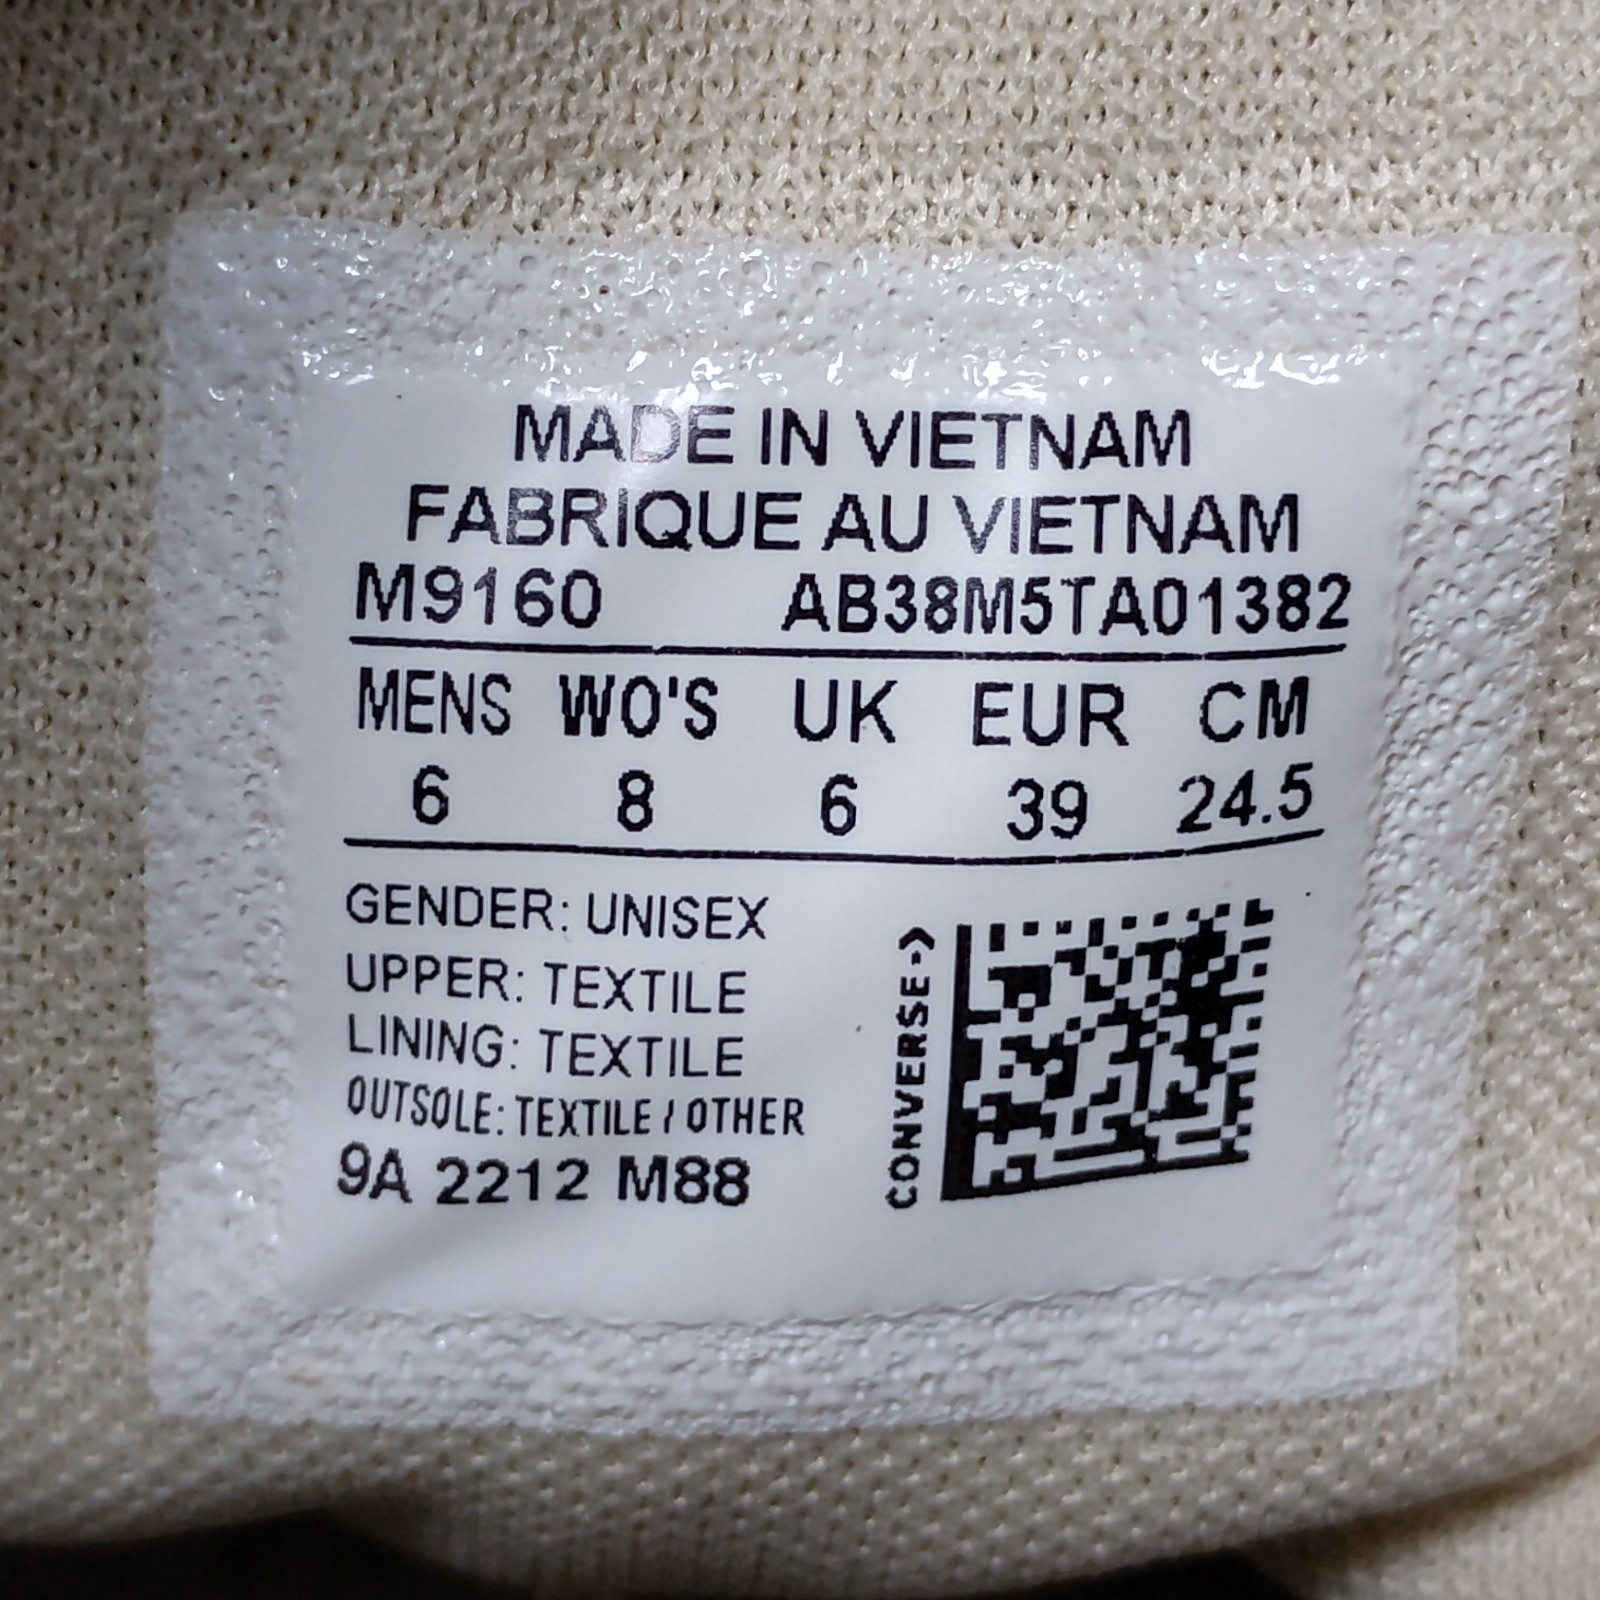 MADE IN VIETNAM
FABRIQUE AU VIETNAM
M9160 AB38M5TA01382
MENS WO'S UK EUR CM
6 8 6 39 24.5
GENDER: UNISEX
UPPER: TEXTILE
LINING: TEXTILE
OUTSOLE: TEXTILE / OTHER
9A 2212 M88
CONVERSE